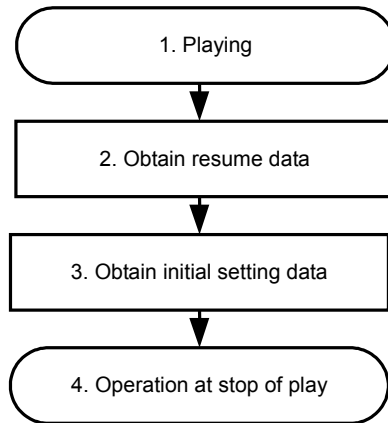 1. Playing
2. Obtain resume data
3. Obtain initial setting data
4. Operation at stop of play